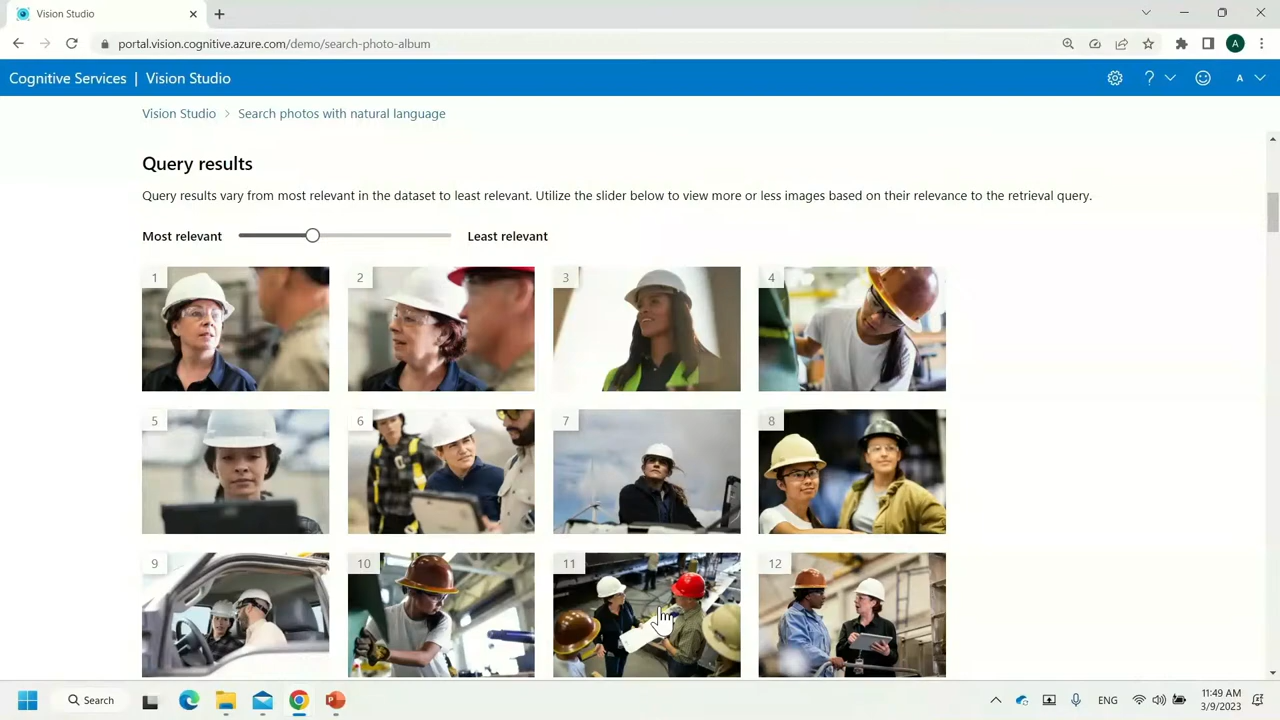 Vision Studio
portal.vision.cognitive.azure.com/demo/search-photo-album
A
Cognitive Services | Vision Studio
A
Vision Studio > Search photos with natural language
Query results
Query results vary from most relevant in the dataset to least relevant. Utilize the slider below to view more or less images based on their relevance to the retrieval query.
Most relevant
Least relevant
1
2
3
4
5
6
7
8
9
10
11
12
Search
ENG
11:49 AM
3/9/2023